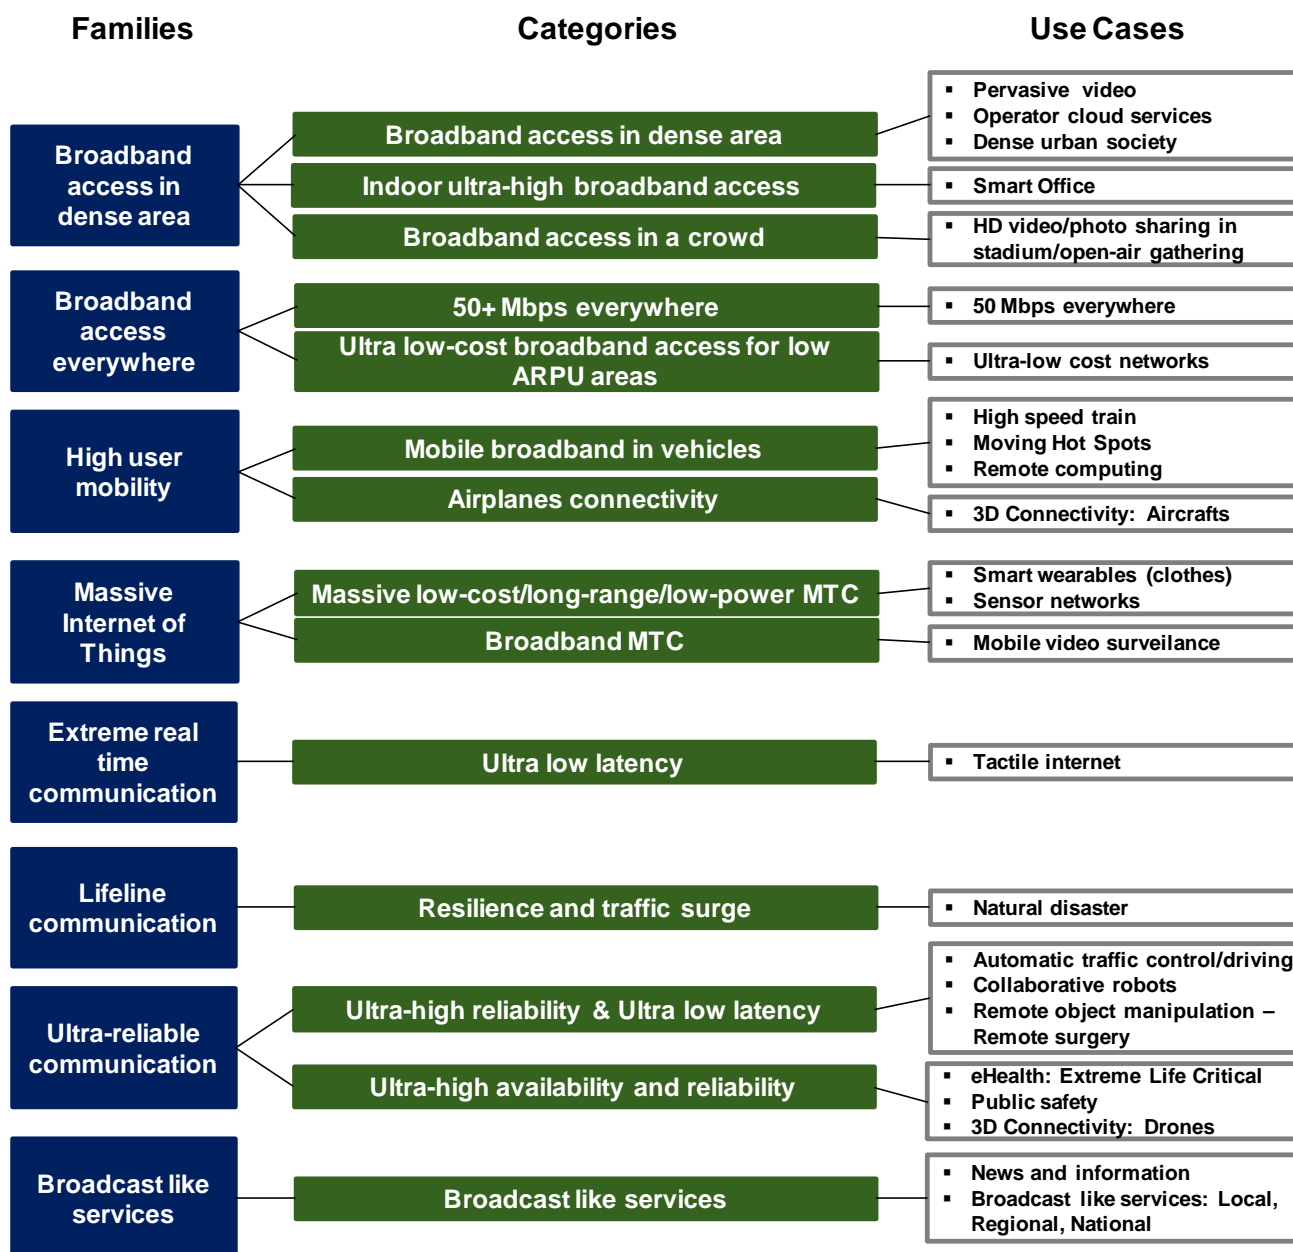 Families
Categories
Use Cases
Broadband
access in
dense area
Broadband access in dense area
▪ Pervasive video
▪ Operator cloud services
▪ Dense urban society
Indoor ultra-high broadband access
▪ Smart Office
Broadband access in a crowd
▪ HD video/photo sharing in
stadium/open-air gathering
Broadband
access
everywhere
50+ Mbps everywhere
▪ 50 Mbps everywhere
Ultra low-cost broadband access for low
ARPU areas
▪ Ultra-low cost networks
High user
mobility
Mobile broadband in vehicles
▪ High speed train
▪ Moving Hot Spots
▪ Remote computing
Airplanes connectivity
▪ 3D Connectivity: Aircrafts
Massive
Internet of
Things
Massive low-cost/long-range/low-power MTC
▪ Smart wearables (clothes)
▪ Sensor networks
Broadband MTC
▪ Mobile video surveilance
Extreme real
time
communication
Ultra low latency
▪ Tactile internet
Lifeline
communication
Resilience and traffic surge
▪ Natural disaster
Ultra-reliable
communication
Ultra-high reliability & Ultra low latency
▪ Automatic traffic control/driving
▪ Collaborative robots
▪ Remote object manipulation –
Remote surgery
Ultra-high availability and reliability
▪ eHealth: Extreme Life Critical
▪ Public safety
▪ 3D Connectivity: Drones
Broadcast like
services
Broadcast like services
▪ News and information
▪ Broadcast like services: Local,
Regional, National